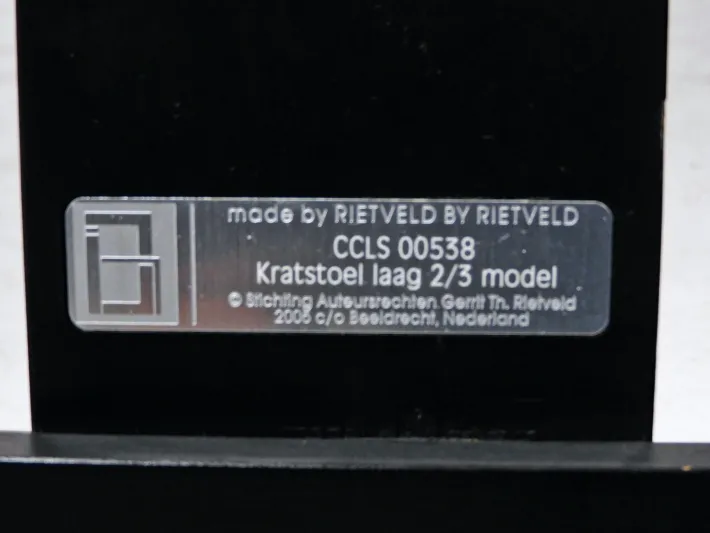 made by RIETVELD BY RIETVELD
CCLS 00538
Kratstoel laag 2/3 model
© Stichting Auteursrechten Gerrit Th. Rietveld
2006 c/o Beeldrecht, Nederland